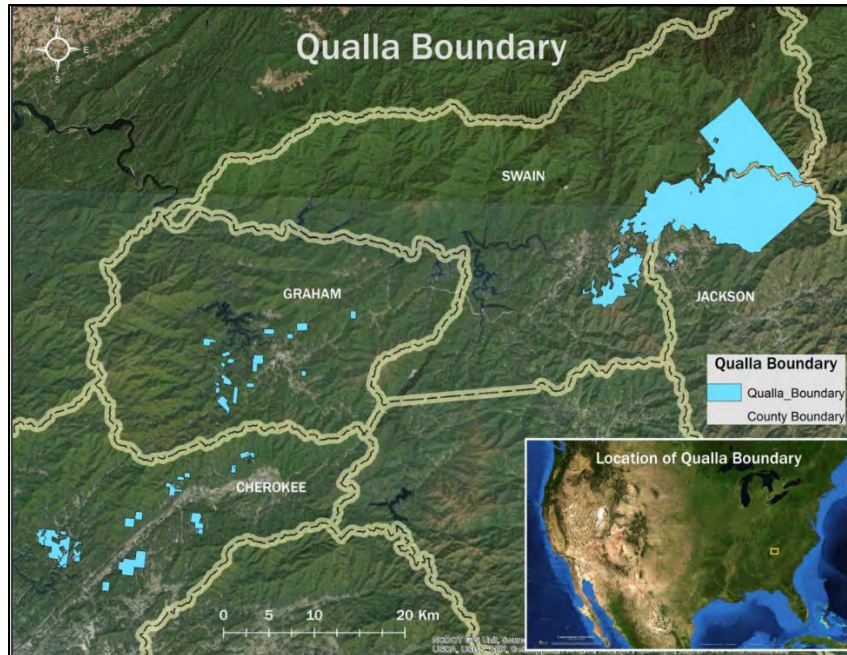 Qualla Boundary
N
W
E
S
SWAIN
GRAHAM
JACKSON
CHEROKEE
Qualla Boundary
Qualla_Boundary
County Boundary
Location of Qualla Boundary
0 5 10 20 Km